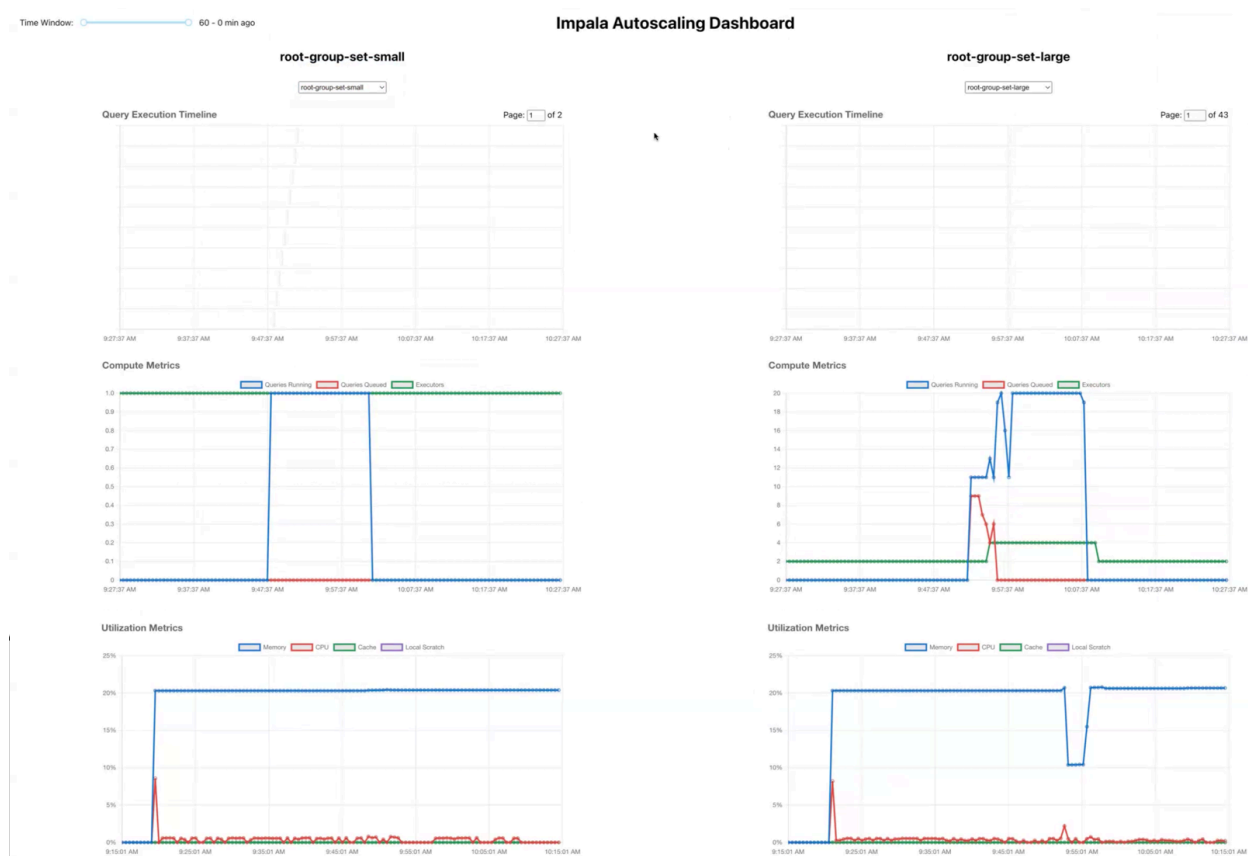 Time Window: 60 - 0 min ago
Impala Autoscaling Dashboard
root-group-set-small
root-group-set-small
Query Execution Timeline
Page: 1 of 2
9:27:37 AM 9:37:37 AM 9:47:37 AM 9:57:37 AM 10:07:37 AM 10:17:37 AM 10:27:37 AM
Compute Metrics
Queries Running Queries Queued Executors
1.0
0.9
0.8
0.7
0.6
0.5
0.4
0.3
0.2
0.1
0
9:27:37 AM 9:37:37 AM 9:47:37 AM 9:57:37 AM 10:07:37 AM 10:17:37 AM 10:27:37 AM
Utilization Metrics
Memory CPU Cache Local Scratch
25%
20%
15%
10%
5%
0%
9:15:01 AM 9:25:01 AM 9:35:01 AM 9:45:01 AM 9:55:01 AM 10:05:01 AM 10:15:01 AM
root-group-set-large
root-group-set-large
Query Execution Timeline
Page: 1 of 43
9:27:37 AM 9:37:37 AM 9:47:37 AM 9:57:37 AM 10:07:37 AM 10:17:37 AM 10:27:37 AM
Compute Metrics
Queries Running Queries Queued Executors
20
18
16
14
12
10
8
6
4
2
0
9:27:37 AM 9:37:37 AM 9:47:37 AM 9:57:37 AM 10:07:37 AM 10:17:37 AM 10:27:37 AM
Utilization Metrics
Memory CPU Cache Local Scratch
25%
20%
15%
10%
5%
0%
9:15:01 AM 9:25:01 AM 9:35:01 AM 9:45:01 AM 9:55:01 AM 10:05:01 AM 10:15:01 AM